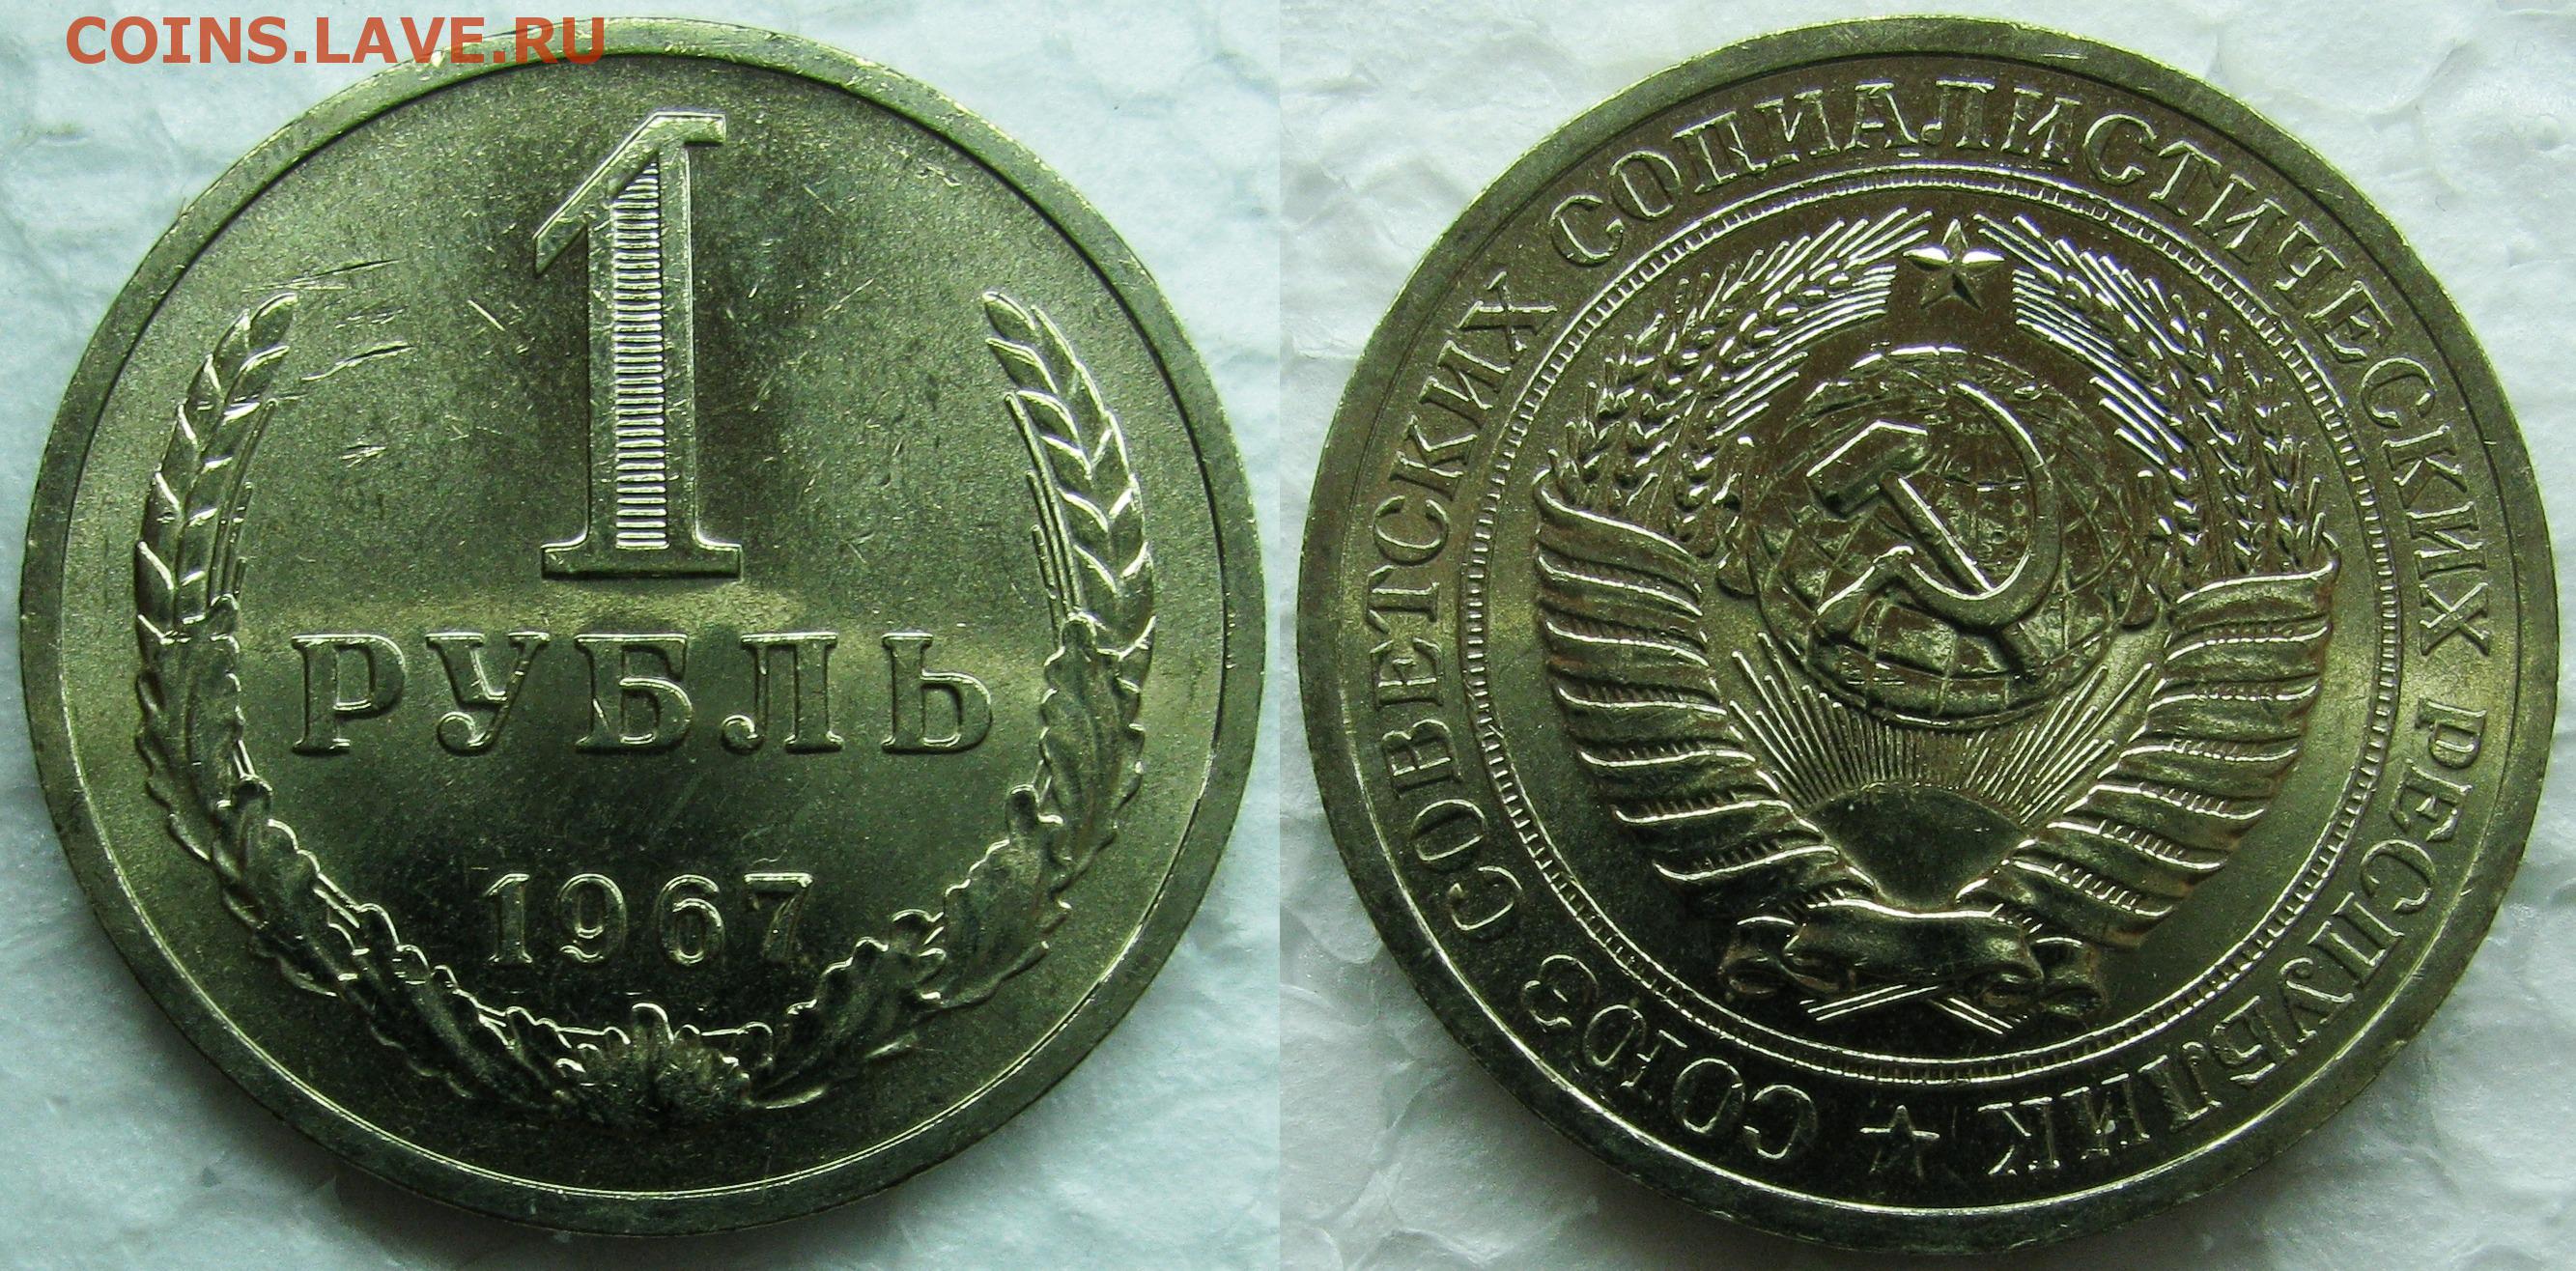 COINS.LAVE.RU
1
РУБЛЬ
1967
СОЮЗ СОВЕТСКИХ СОЦИАЛИСТИЧЕСКИХ РЕСПУБЛИК